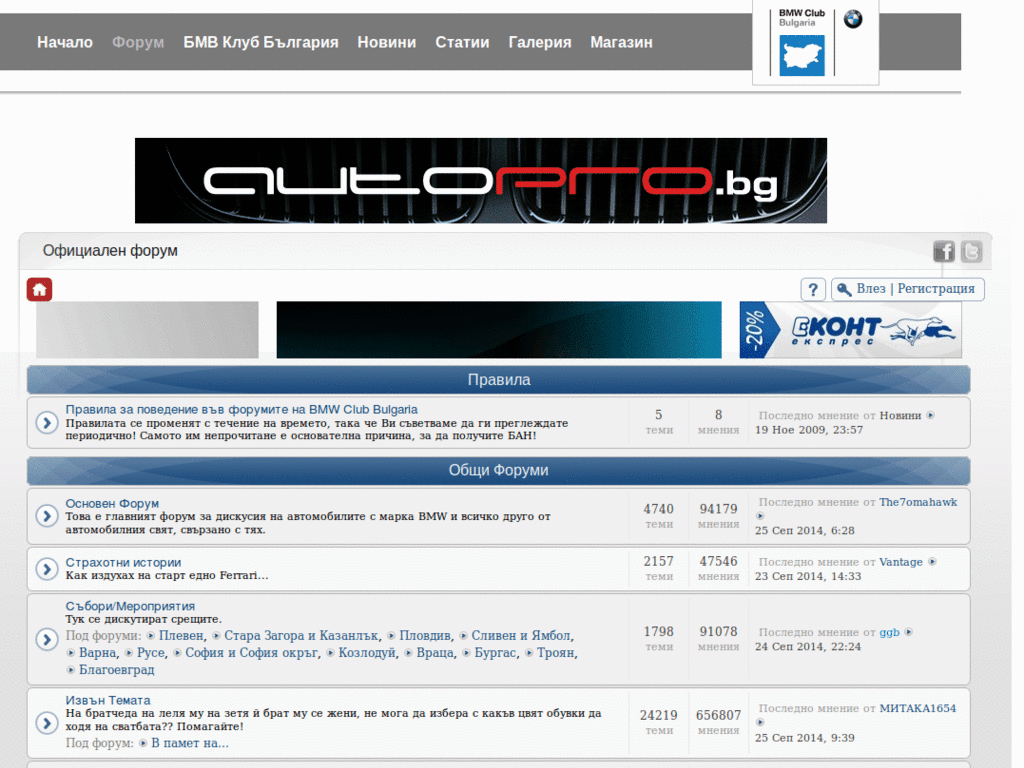 Начало Форум БМВ Клуб България Новини Статии Галерия Магазин
BMW Club
Bulgaria
autopro.bg
Официален форум
? Влез | Регистрация
-20% ЕКОНТ
експрес
Правила
Правила за поведение във форумите на BMW Club Bulgaria
Правилата се променят с течение на времето, така че Ви съветваме да ги преглеждате
периодично! Самото им непрочитане е основателна причина, за да получите БАН!
5
теми
8
мнения
Последно мнение от Новини
19 Ное 2009, 23:57
Общи Форуми
Основен Форум
Това е главният форум за дискусия на автомобилите с марка BMW и всичко друго от
автомобилния свят, свързано с тях.
4740
теми
94179
мнения
Последно мнение от The7omahawk
25 Сеп 2014, 6:28
Страхотни истории
Как издухах на старт едно Ferrari...
2157
теми
47546
мнения
Последно мнение от Vantage
23 Сеп 2014, 14:33
Събори/Мероприятия
Тук се дискутират срещите.
Под форуми: Плевен, Стара Загора и Казанлък, Пловдив, Сливен и Ямбол,
Варна, Русе, София и София окръг, Козлодуй, Враца, Бургас, Троян,
Благоевград
1798
теми
91078
мнения
Последно мнение от ggb
24 Сеп 2014, 22:24
Извън Темата
На братчеда на леля му на зетя й брат му се жени, не мога да избера с какъв цвят обувки да
ходя на сватбата?? Помагайте!
Под форум: В памет на...
24219
теми
656807
мнения
Последно мнение от МИТАКА1654
25 Сеп 2014, 9:39